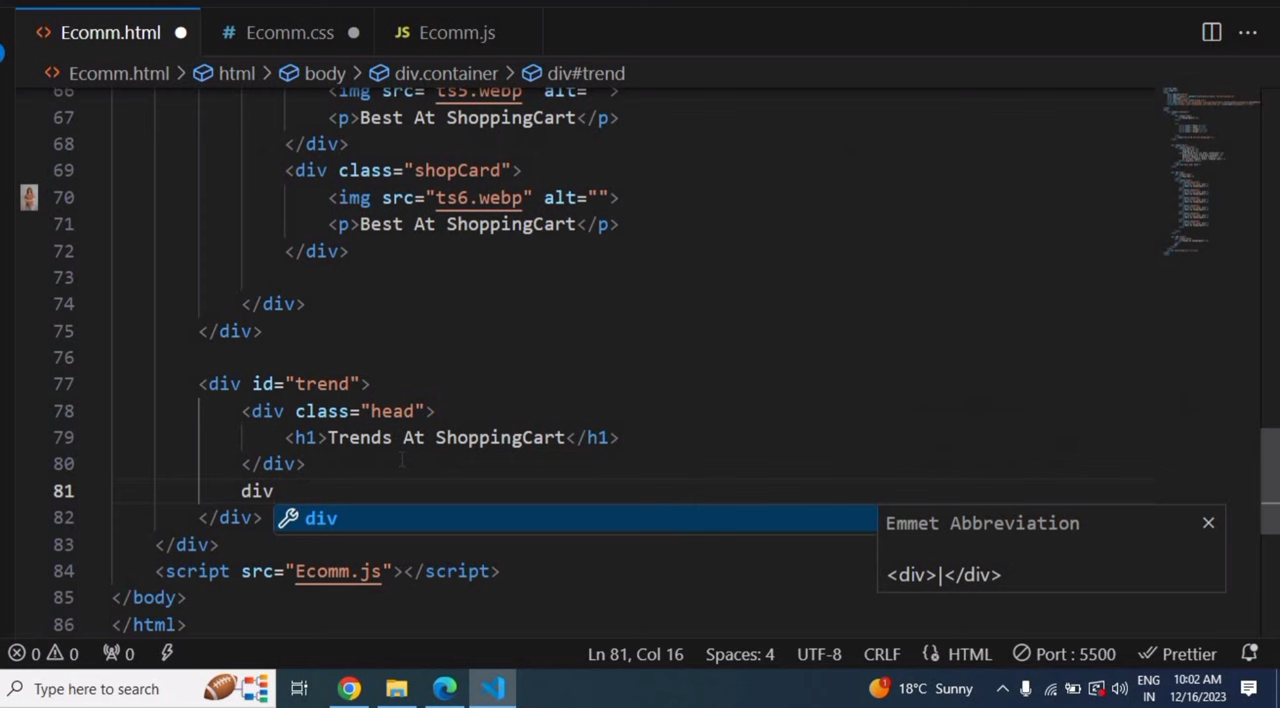 Ecomm.html # Ecomm.css JS Ecomm.js
Ecomm.html > html > body > div.container > div#trend
66 <img src="ts5.webp" alt="">
67 <p>Best At ShoppingCart</p>
68 </div>
69 <div class="shopCard">
70 <img src="ts6.webp" alt="">
71 <p>Best At ShoppingCart</p>
72 </div>
73
74 </div>
75 </div>
76
77 <div id="trend">
78 <div class="head">
79 <h1>Trends At ShoppingCart</h1>
80 </div>
81 div
82 </div>
div
Emmet Abbreviation
<div>|</div>
83 </div>
84 <script src="Ecomm.js"></script>
85 </body>
86 </html>
0 0 0 Ln 81, Col 16 Spaces: 4 UTF-8 CRLF HTML Port : 5500 Prettier
Type here to search 18°C Sunny ENG IN 10:02 AM 12/16/2023